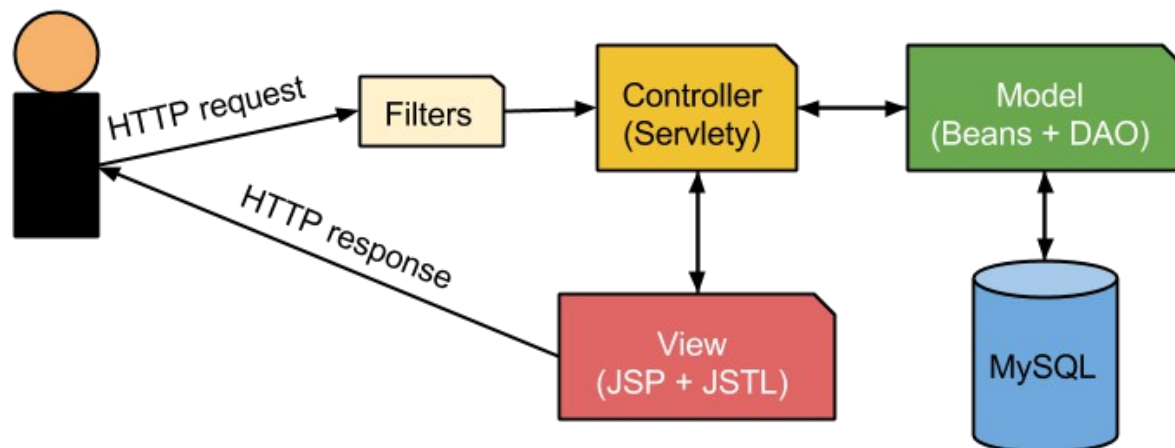 HTTP request
Filters
Controller
(Servlety)
Model
(Beans + DAO)
HTTP response
View
(JSP + JSTL)
MySQL